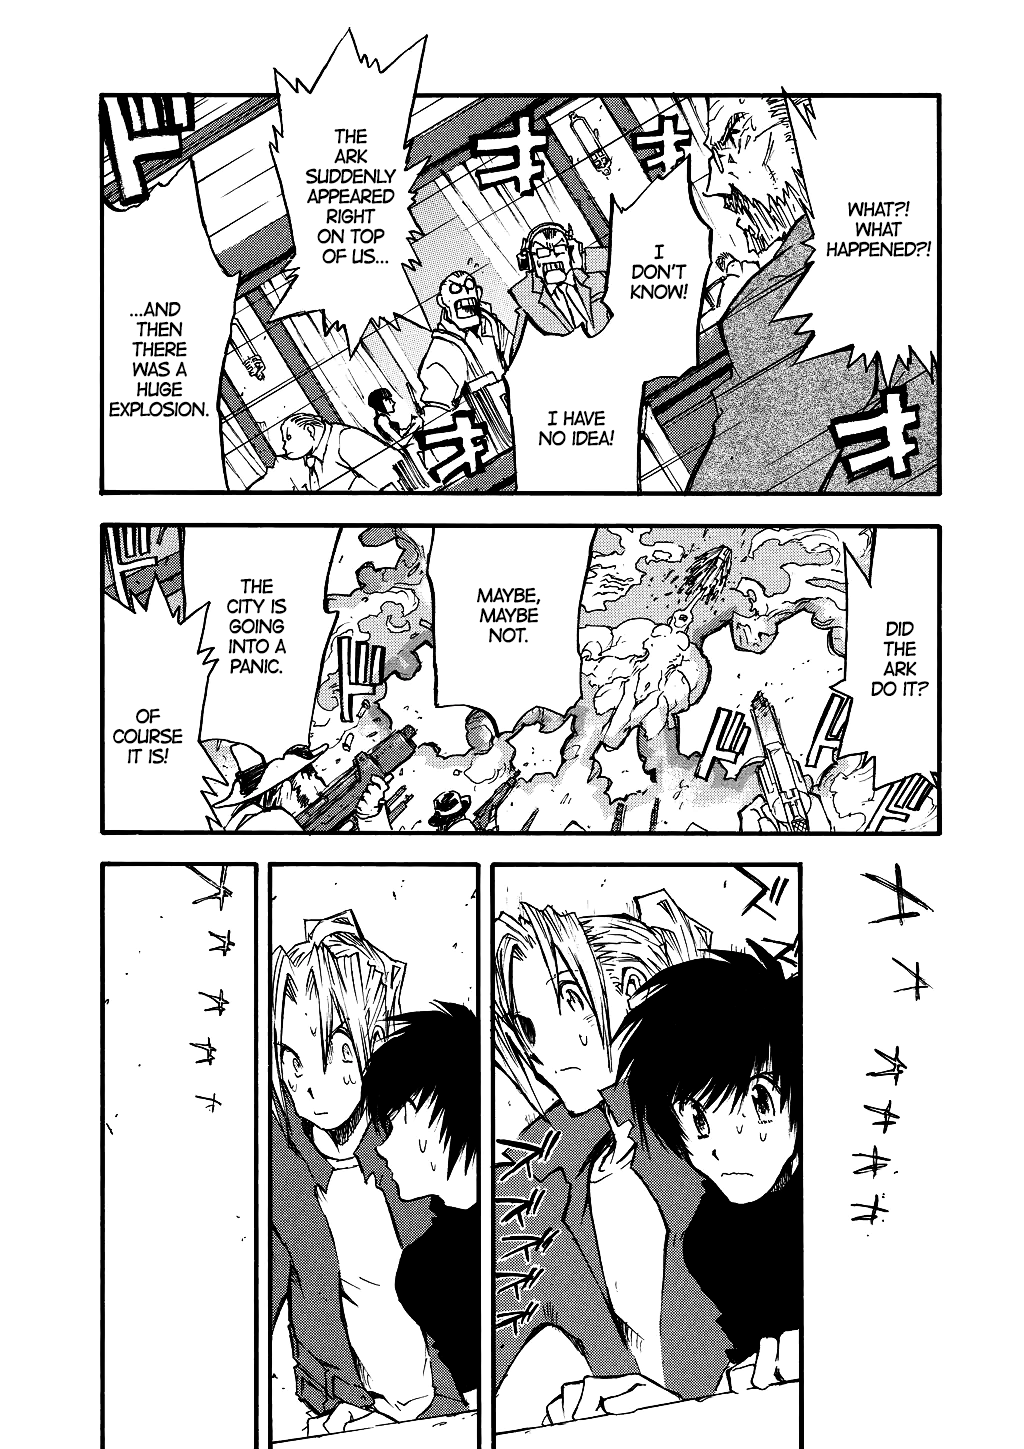 WHAT?!
WHAT
HAPPENED?!
I
DON'T
KNOW!
I HAVE
NO IDEA!
THE
ARK
SUDDENLY
APPEARED
RIGHT
ON TOP
OF US...
...AND
THEN
THERE
WAS A
HUGE
EXPLOSION.
DID
THE
ARK
DO IT?
MAYBE,
MAYBE
NOT.
THE
CITY IS
GOING
INTO A
PANIC.
OF
COURSE
IT IS!